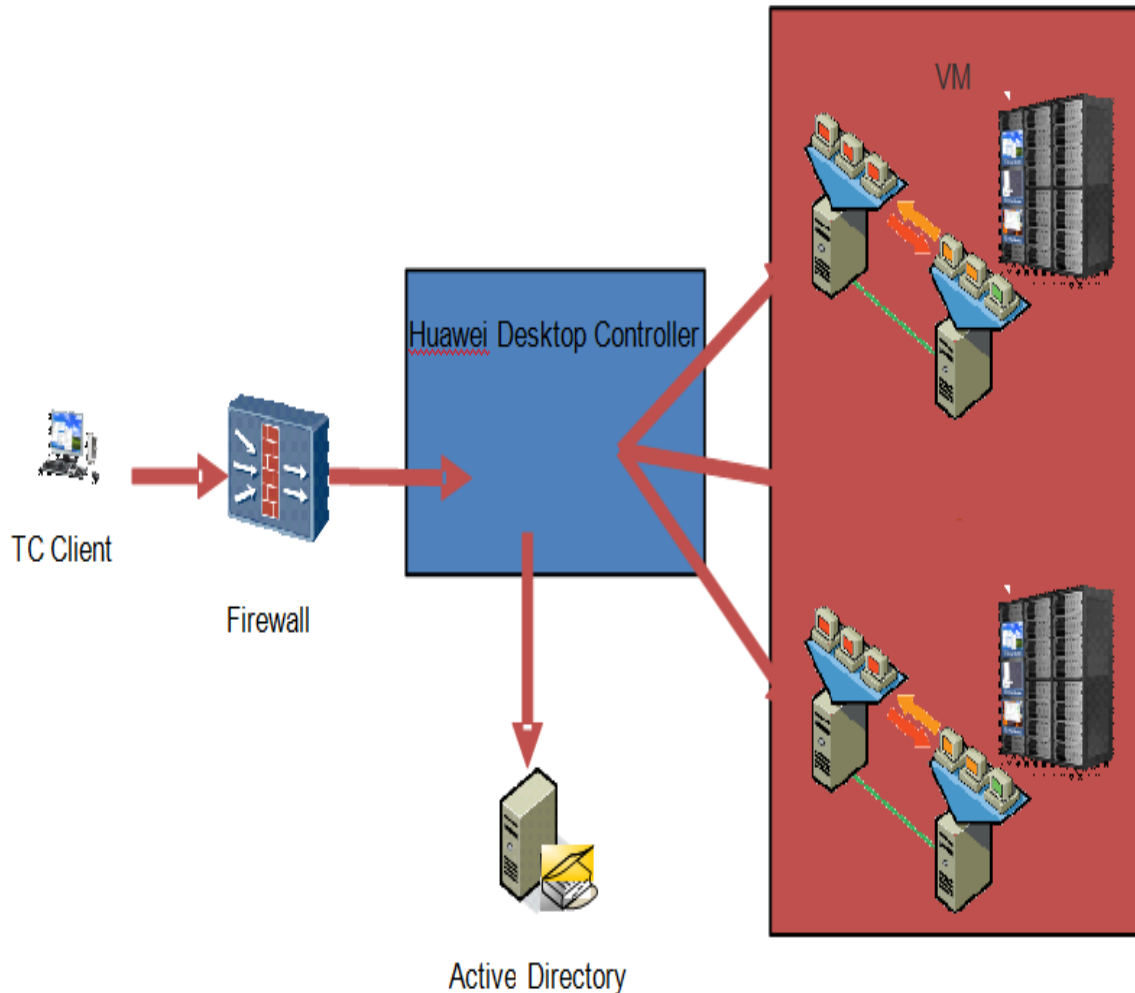 VM
Huawei Desktop Controller
TC Client
Firewall
Active Directory